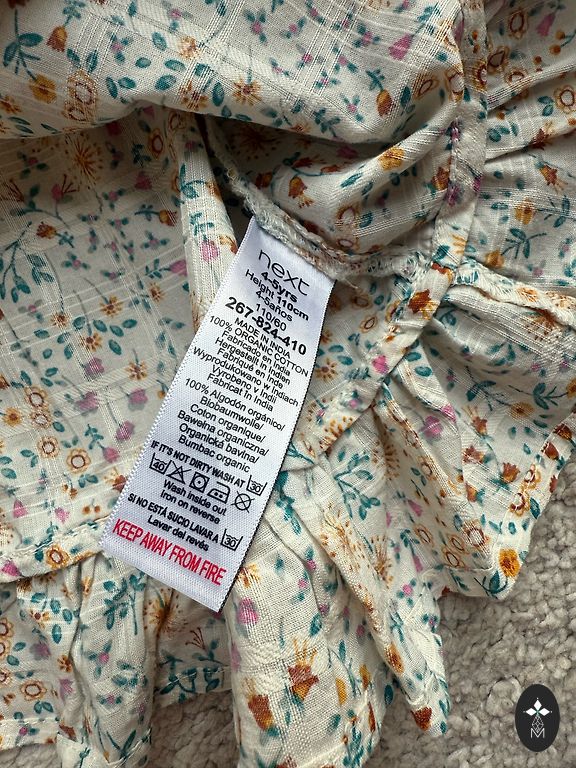 next
4-5yrs
Height 110cm
4-5años
110/60
267-824-410
MADE IN INDIA
100% ORGANIC COTTON
Fabricado en India
Hergestellt in Indien
Fabriqué en Inde
Wyprodukowano w Indiach
Vyrobeno v Indii
Fabricat în India
100% Algodón orgánico/
Biobaumwolle/
Coton organique/
Bawełna organiczna/
Organická bavlna/
Bumbac organic
IF IT'S NOT DIRTY WASH AT 30
40
Wash inside out
Iron on reverse
SI NO ESTÁ SUCIO LAVAR A 30
Lavar del revés
KEEP AWAY FROM FIRE
M